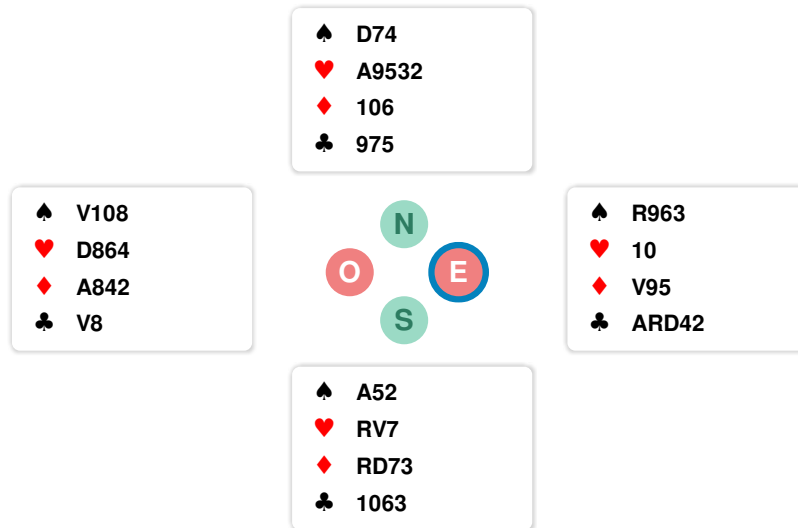 ♠ D74
♥ A9532
♦ 106
♣ 975
♠ V108
♥ D864
♦ A842
♣ V8
N
O
E
S
♠ R963
♥ 10
♦ V95
♣ ARD42
♠ A52
♥ RV7
♦ RD73
♣ 1063